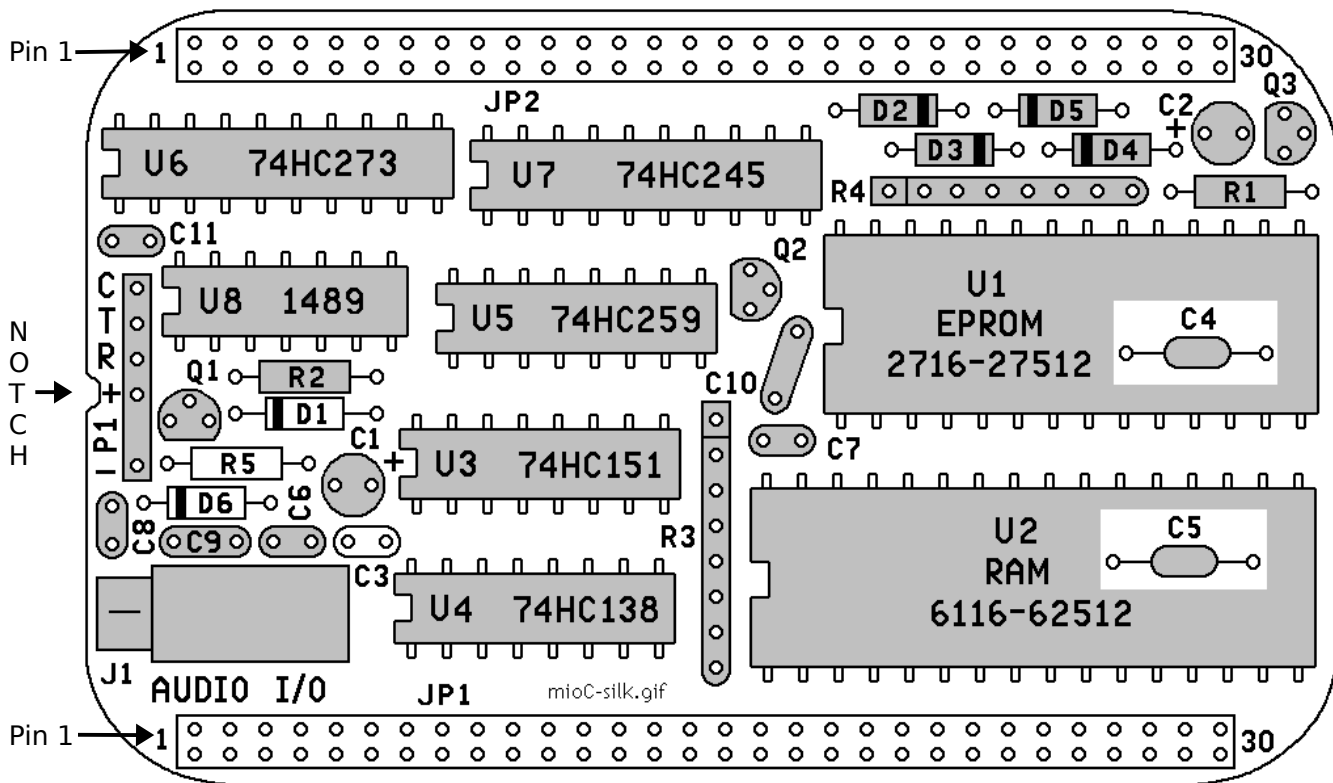 Pin 1
1
30
JP2
Q3
D2
D5
C2
+
U6 74HC273
U7 74HC245
D3
D4
R4
R1
C11
Q2
U1
EPROM
2716-27512
C4
C
T
R
+
P1
-
U8 1489
U5 74HC259
NOTCH
Q1
R2
D1
C10
C1
+
C7
R5
U3 74HC151
D6
C6
C8
C9
R3
U2
RAM
6116-62512
C5
C3
U4 74HC138
J1
AUDIO I/O
JP1
mioC-silk.gif
Pin 1
1
30